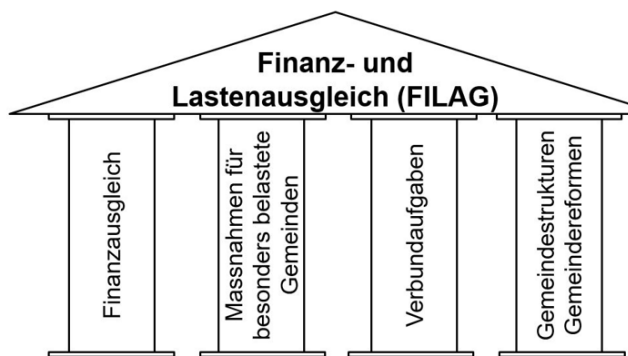 Finanz- und
Lastenausgleich (FILAG)
Finanzausgleich
Massnahmen für
besonders belastete
Gemeinden
Verbundaufgaben
Gemeindestrukturen
Gemeindereformen